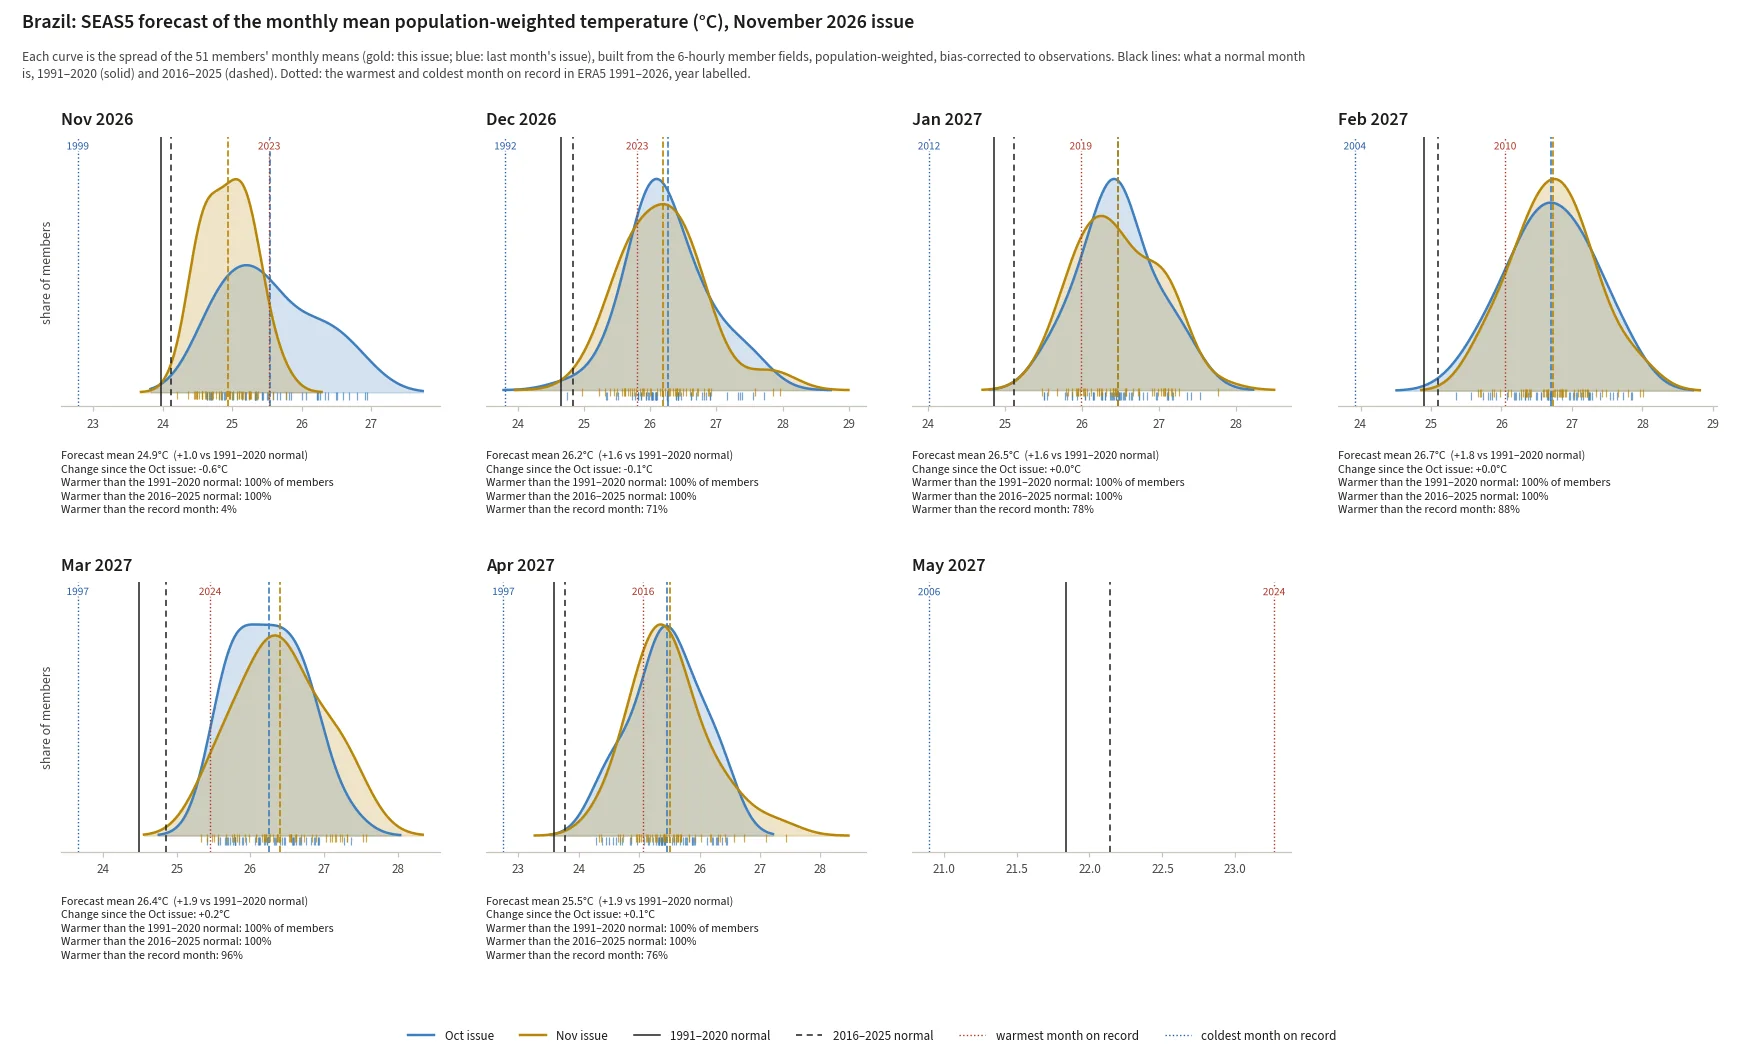 Brazil: SEAS5 forecast of the monthly mean population-weighted temperature (°C), November 2026 issue
Each curve is the spread of the 51 members' monthly means (gold: this issue; blue: last month's issue), built from the 6-hourly member fields, population-weighted, bias-corrected to observations. Black lines: what a normal month
is, 1991–2020 (solid) and 2016–2025 (dashed). Dotted: the warmest and coldest month on record in ERA5 1991–2026, year labelled.
Nov 2026
1999
2023
share of members
23 24 25 26 27
Forecast mean 24.9°C (+1.0 vs 1991–2020 normal)
Change since the Oct issue: -0.6°C
Warmer than the 1991–2020 normal: 100% of members
Warmer than the 2016–2025 normal: 100%
Warmer than the record month: 4%
Dec 2026
1992
2023
24 25 26 27 28 29
Forecast mean 26.2°C (+1.6 vs 1991–2020 normal)
Change since the Oct issue: -0.1°C
Warmer than the 1991–2020 normal: 100% of members
Warmer than the 2016–2025 normal: 100%
Warmer than the record month: 71%
Jan 2027
2012
2019
24 25 26 27 28
Forecast mean 26.5°C (+1.6 vs 1991–2020 normal)
Change since the Oct issue: +0.0°C
Warmer than the 1991–2020 normal: 100% of members
Warmer than the 2016–2025 normal: 100%
Warmer than the record month: 78%
Feb 2027
2004
2010
24 25 26 27 28 29
Forecast mean 26.7°C (+1.8 vs 1991–2020 normal)
Change since the Oct issue: +0.0°C
Warmer than the 1991–2020 normal: 100% of members
Warmer than the 2016–2025 normal: 100%
Warmer than the record month: 88%
Mar 2027
1997
2024
share of members
24 25 26 27 28
Forecast mean 26.4°C (+1.9 vs 1991–2020 normal)
Change since the Oct issue: +0.2°C
Warmer than the 1991–2020 normal: 100% of members
Warmer than the 2016–2025 normal: 100%
Warmer than the record month: 96%
Apr 2027
1997
2016
23 24 25 26 27 28
Forecast mean 25.5°C (+1.9 vs 1991–2020 normal)
Change since the Oct issue: +0.1°C
Warmer than the 1991–2020 normal: 100% of members
Warmer than the 2016–2025 normal: 100%
Warmer than the record month: 76%
May 2027
2006
2024
21.0 21.5 22.0 22.5 23.0
Oct issue
Nov issue
1991–2020 normal
2016–2025 normal
warmest month on record
coldest month on record